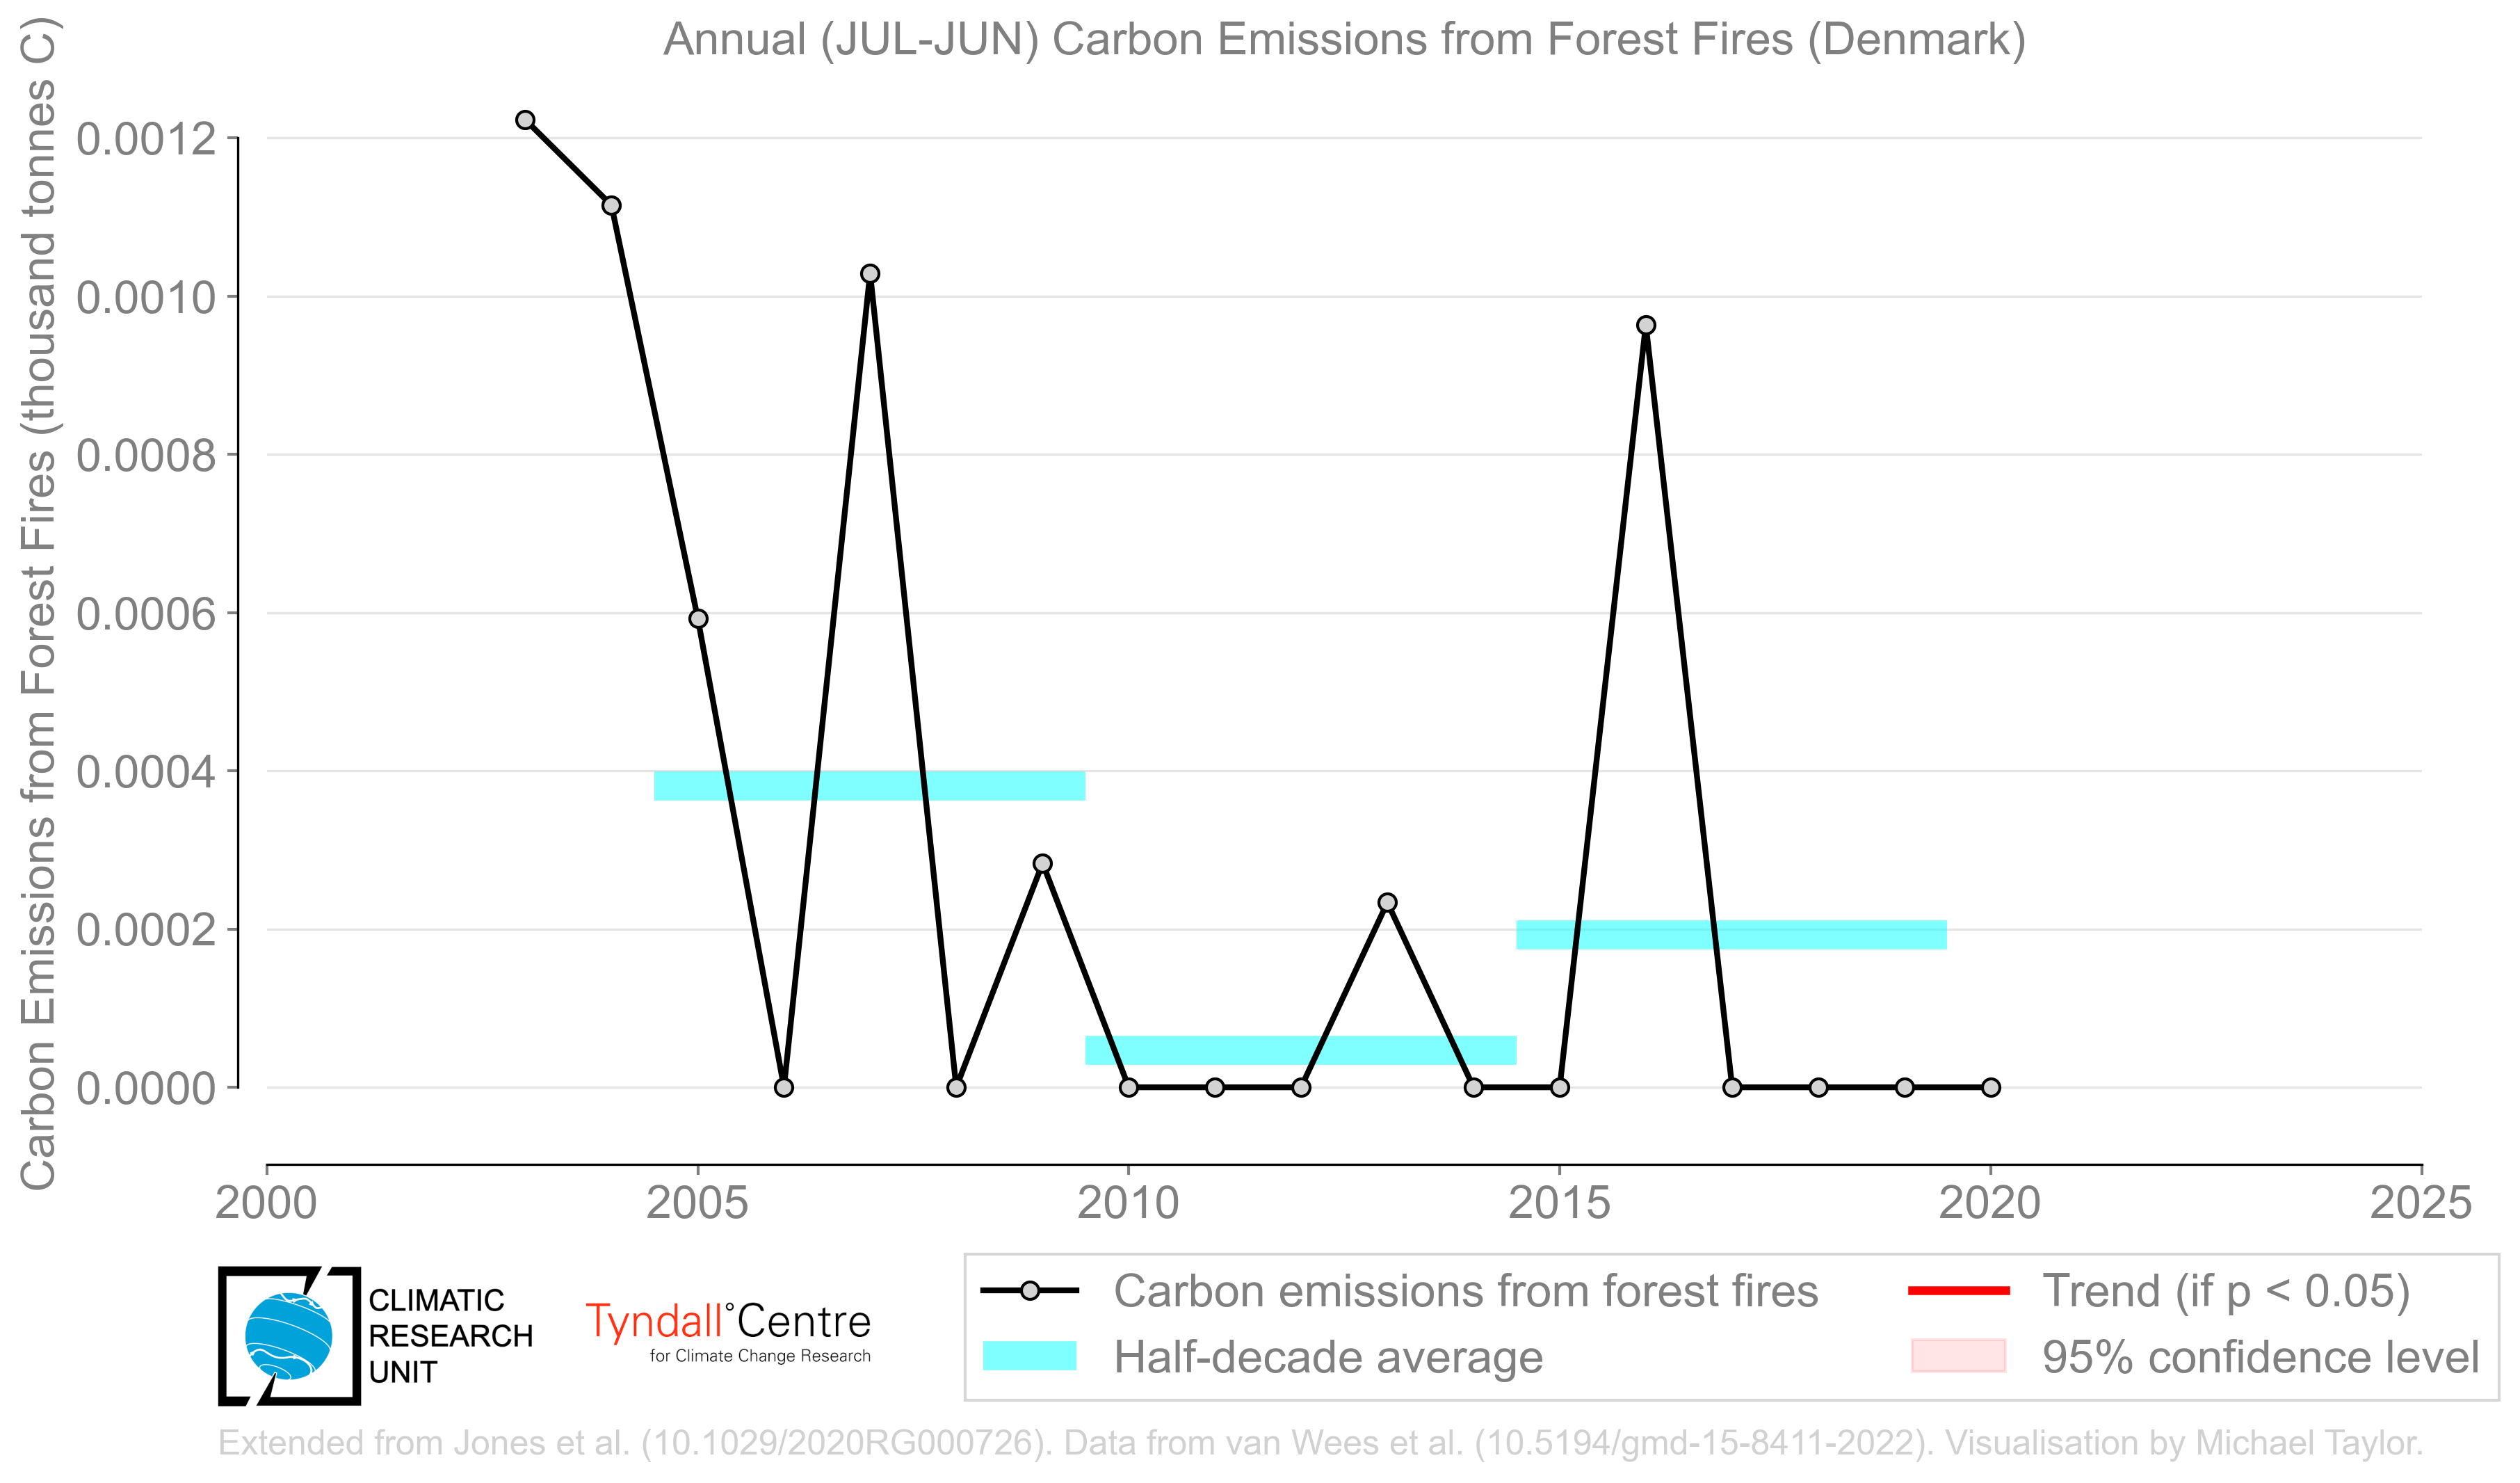 Annual (JUL-JUN) Carbon Emissions from Forest Fires (Denmark)
Carbon Emissions from Forest Fires (thousand tonnes C)
0.0012
0.0010
0.0008
0.0006
0.0004
0.0002
0.0000
2000 2005 2010 2015 2020 2025
CLIMATIC
RESEARCH
UNIT
Tyndall°Centre
for Climate Change Research
Carbon emissions from forest fires
Half-decade average
Trend (if p < 0.05)
95% confidence level
Extended from Jones et al. (10.1029/2020RG000726). Data from van Wees et al. (10.5194/gmd-15-8411-2022). Visualisation by Michael Taylor.